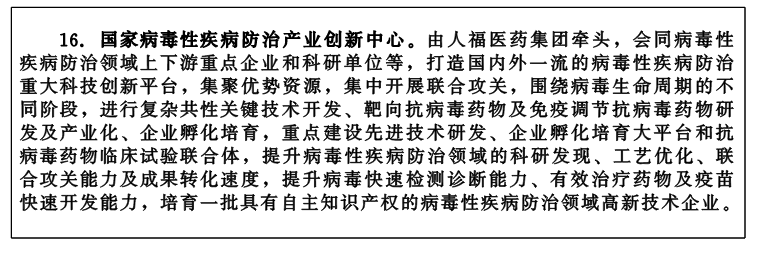 16．国家病毒性疾病防治产业创新中心。由人福医药集团牵头，会同病毒性
疾病防治领域上下游重点企业和科研单位等，打造国内外一流的病毒性疾病防治
重大科技创新平台，集聚优势资源，集中开展联合攻关，围绕病毒生命周期的不
同阶段，进行复杂共性关键技术开发、靶向抗病毒药物及免疫调节抗病毒药物研
发及产业化、企业孵化培育，重点建设先进技术研发、企业孵化培育大平台和抗
病毒药物临床试验联合体，提升病毒性疾病防治领域的科研发现、工艺优化、联
合攻关能力及成果转化速度，提升病毒快速检测诊断能力、有效治疗药物及疫苗
快速开发能力，培育一批具有自主知识产权的病毒性疾病防治领域高新技术企业。